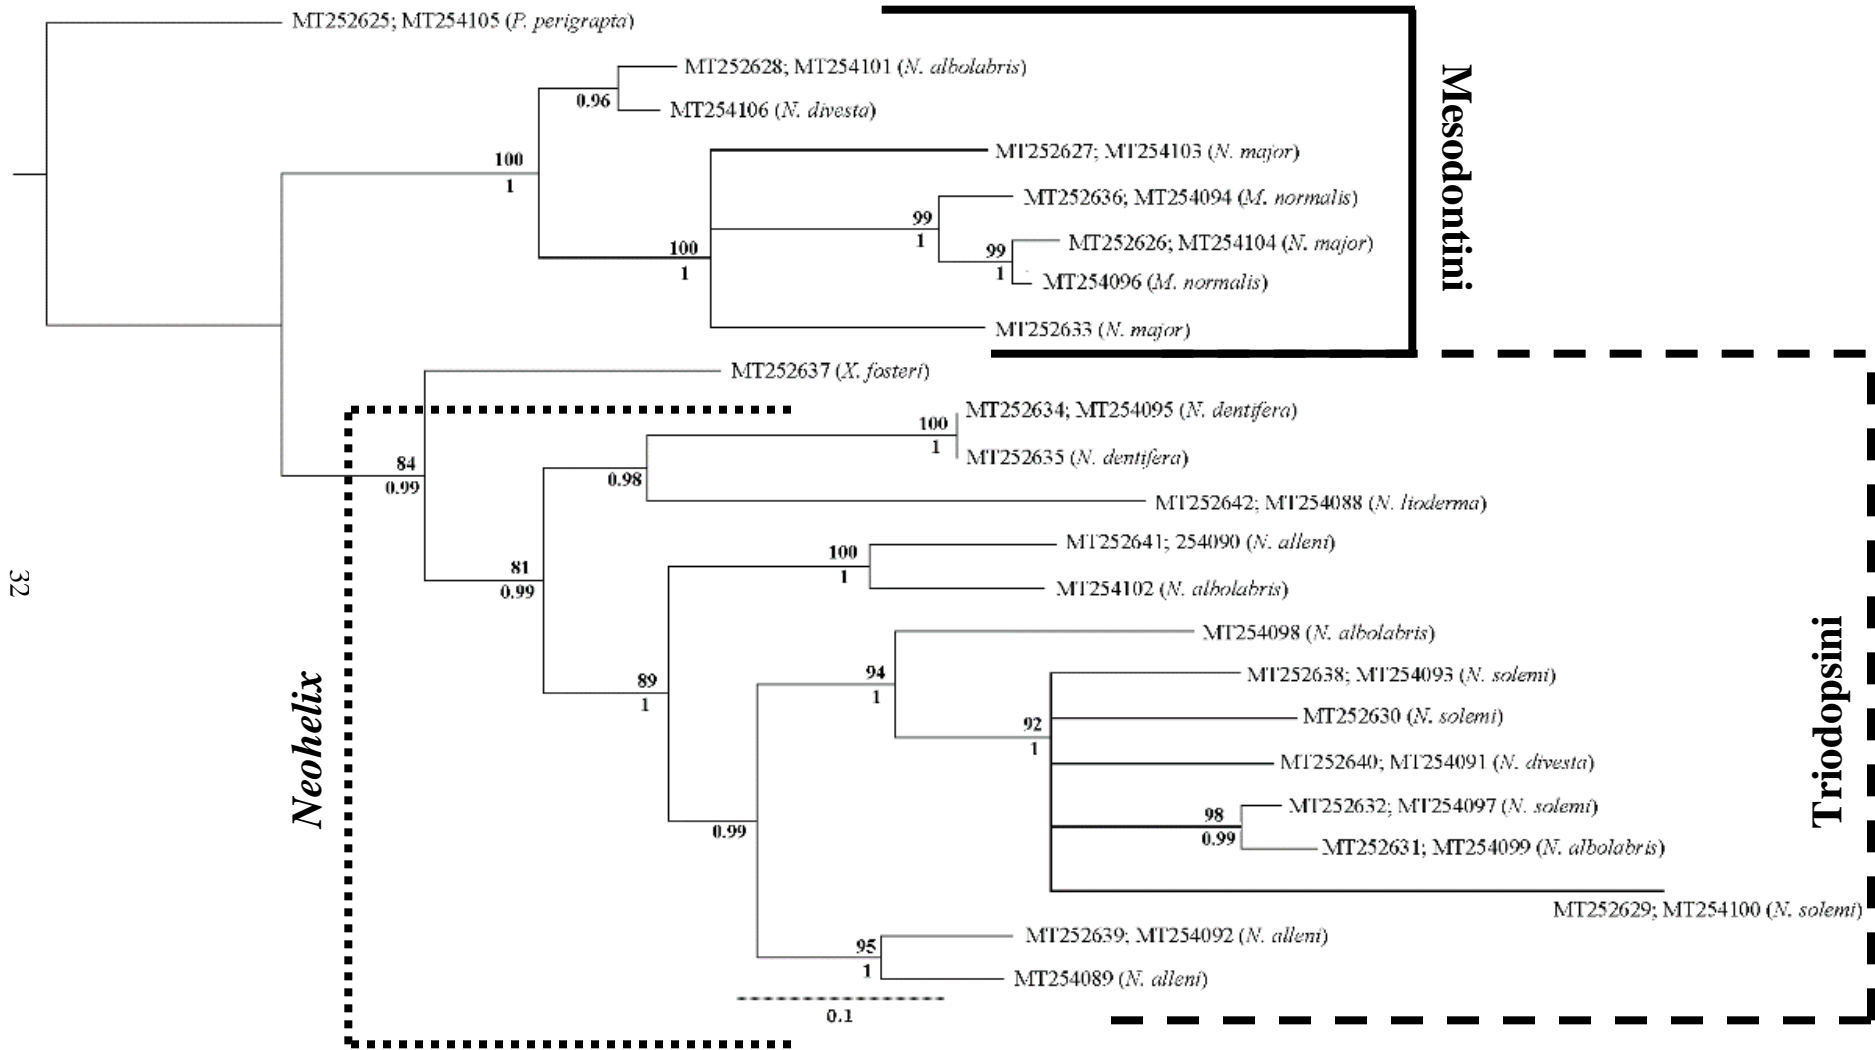 MT252625; MT254105 (P. perigrapta)
MT252628; MT254101 (N. albolabris)
0.96
MT254106 (N. divesta)
MT252627; MT254103 (N. major)
100
1
MT252636; MT254094 (M. normalis)
99
1
MT252626; MT254104 (N. major)
99
1
MT254096 (M. normalis)
100
1
MT252633 (N. major)
Mesodontini
MT252637 (X. fosteri)
MT252634; MT254095 (N. dentifera)
100
1
MT252635 (N. dentifera)
84
0.99
0.98
MT252642; MT254088 (N. lioderma)
MT252641; 254090 (N. alleni)
100
1
MT254102 (N. albolabris)
81
0.99
MT254098 (N. albolabris)
94
1
MT252638; MT254093 (N. solemi)
89
1
MT252630 (N. solemi)
92
1
MT252640; MT254091 (N. divesta)
MT252632; MT254097 (N. solemi)
98
0.99
MT252631; MT254099 (N. albolabris)
0.99
MT252629; MT254100 (N. solemi)
MT252639; MT254092 (N. alleni)
95
1
MT254089 (N. alleni)
0.1
Neohelix
Triodopsini
32